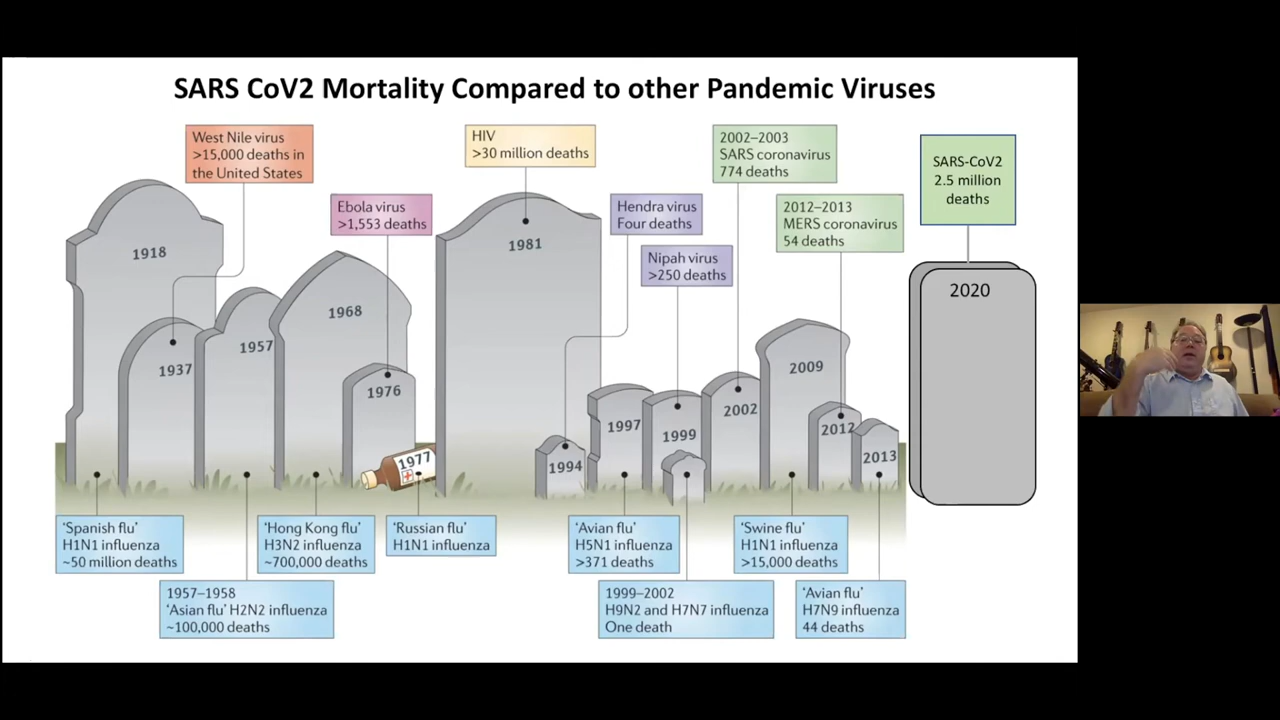 SARS CoV2 Mortality Compared to other Pandemic Viruses
West Nile virus
>15,000 deaths in
the United States
HIV
>30 million deaths
2002–2003
SARS coronavirus
774 deaths
SARS-CoV2
2.5 million
deaths
Ebola virus
>1,553 deaths
Hendra virus
Four deaths
2012–2013
MERS coronavirus
54 deaths
Nipah virus
>250 deaths
1918
1937
1957
1968
1976
1977
1981
1994
1997
1999
2002
2009
2012
2013
2020
‘Spanish flu’
H1N1 influenza
~50 million deaths
‘Hong Kong flu’
H3N2 influenza
~700,000 deaths
‘Russian flu’
H1N1 influenza
‘Avian flu’
H5N1 influenza
>371 deaths
‘Swine flu’
H1N1 influenza
>15,000 deaths
1957–1958
‘Asian flu’ H2N2 influenza
~100,000 deaths
1999–2002
H9N2 and H7N7 influenza
One death
‘Avian flu’
H7N9 influenza
44 deaths